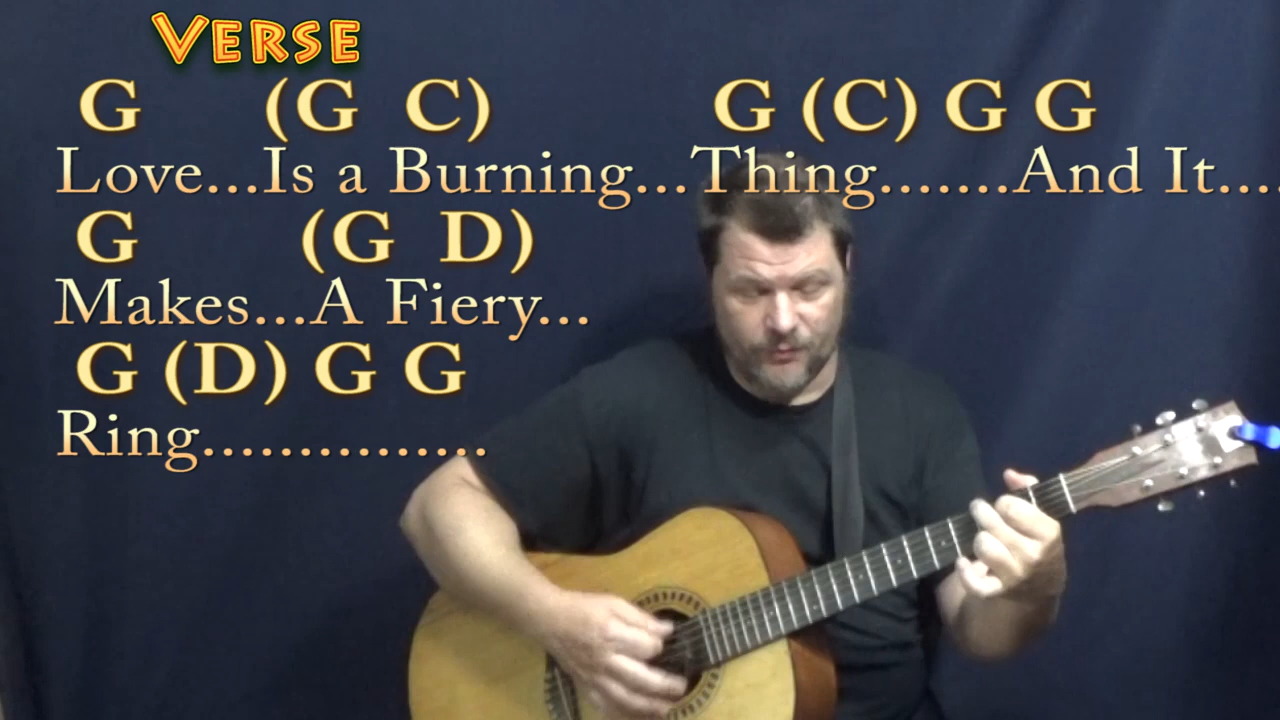 VERSE
G (G C) G (C) G G
Love...Is a Burning...Thing.......And It....
G (G D)
Makes...A Fiery...
G (D) G G
Ring...............